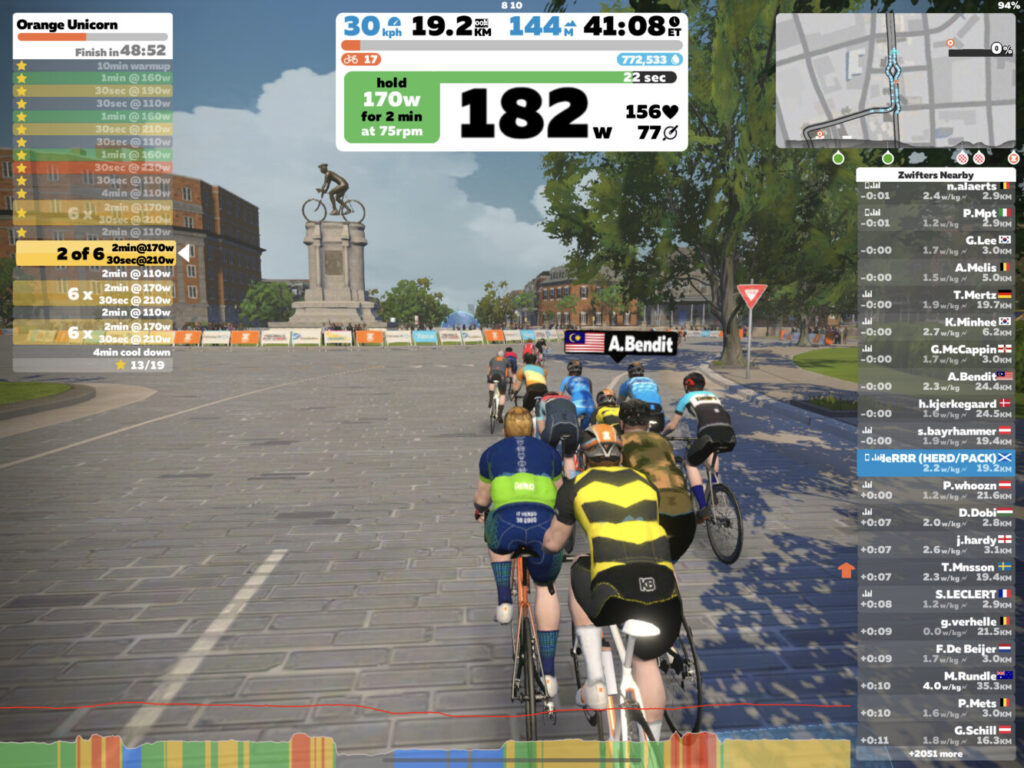 8 10
94%
Orange Unicorn
Finish in 48:52
10min warmup
1min @ 160w
30sec @ 190w
30sec @ 110w
1min @ 160w
30sec @ 210w
30sec @ 110w
1min @ 160w
30sec @ 230w
30sec @ 110w
4min @ 110w
6 x 2min @ 170w
30sec @ 210w
2min @ 110w
2 of 6 2min@170w
30sec@210w
2min @ 110w
6 x 2min @ 170w
30sec @ 210w
2min @ 110w
6 x 2min @ 170w
30sec @ 210w
4min cool down
13/19
30 kph 19.2 KM 144 M 41:08 ET
17
772,533
22 sec
hold
170w
for 2 min
at 75rpm
182 w
156
77
0%
A.Bendit
KB
Zwifters Nearby
n.alaerts
-0:01 2.4w/kg 2.9KM
P.Mpt
-0:01 1.2w/kg 2.9KM
G.Lee
-0:00 1.7w/kg 3.0KM
A.Melis
-0:00 1.5w/kg 5.0KM
T.Mertz
-0:00 1.9w/kg 19.7KM
K.Minhee
-0:00 2.7w/kg 6.2KM
G.McCappin
-0:00 1.7w/kg 3.0KM
A.Bendit
-0:00 2.3w/kg 24.4KM
h.kjerkegaard
-0:00 1.6w/kg 24.5KM
s.bayrhammer
-0:00 1.9w/kg 19.4KM
leRRR (HERD/PACK)
2.2w/kg 19.2KM
P.whoozn
+0:00 1.2w/kg 21.6KM
D.Dobi
+0:07 2.0w/kg 2.8KM
j.hardy
+0:07 2.6w/kg 3.1KM
T.Mnsson
+0:07 2.3w/kg 19.4KM
S.LECLERT
+0:08 1.2w/kg 2.9KM
g.verhelle
+0:09 0.0w/kg 21.5KM
F.De Beijer
+0:09 1.7w/kg 3.0KM
M.Rundle
+0:10 4.0w/kg 35.3KM
P.Mets
+0:10 1.6w/kg 3.0KM
G.Schill
+0:11 1.8w/kg 16.3KM
+2051 more